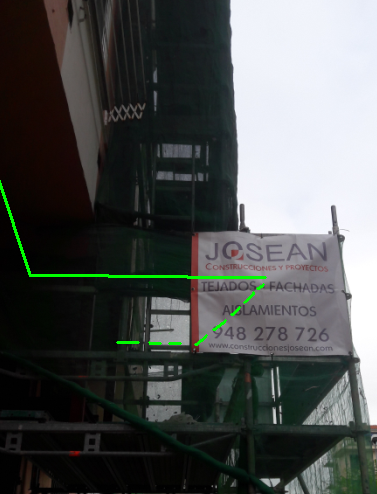 JOSEAN
CONSTRUCCIONES Y PROYECTOS
TEJADOS FACHADAS
AISLAMIENTOS
948 278 726
www.construccionesjosean.com